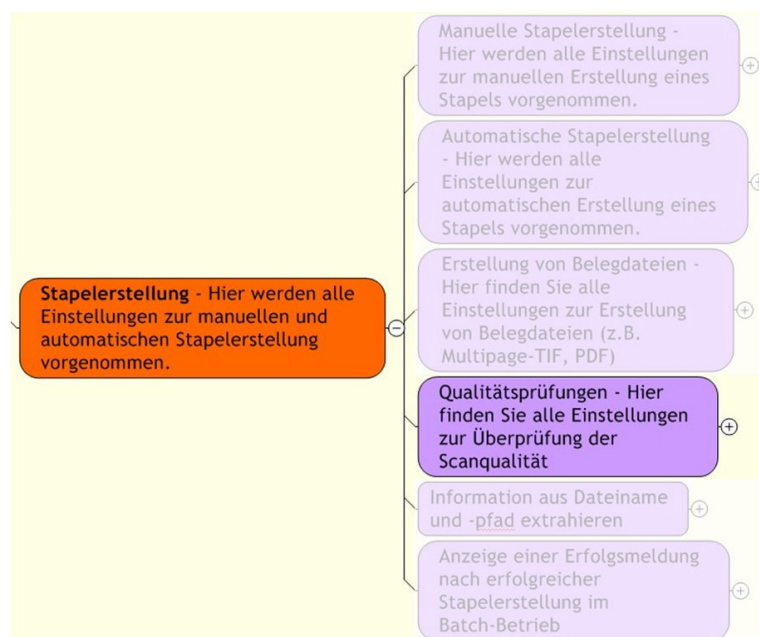 Manuelle Stapelerstellung -
Hier werden alle Einstellungen
zur manuellen Erstellung eines
Stapels vorgenommen.
Automatische Stapelerstellung
- Hier werden alle
Einstellungen zur
automatischen Erstellung eines
Stapels vorgenommen.
Erstellung von Belegdateien -
Hier finden Sie alle
Einstellungen zur Erstellung
von Belegdateien (z.B.
Multipage-TIF, PDF)
Stapelerstellung - Hier werden alle
Einstellungen zur manuellen und
automatischen Stapelerstellung
vorgenommen.
Qualitätsprüfungen - Hier
finden Sie alle Einstellungen
zur Überprüfung der
Scanqualität
Information aus Dateiname
und -pfad extrahieren
Anzeige einer Erfolgsmeldung
nach erfolgreicher
Stapelerstellung im
Batch-Betrieb